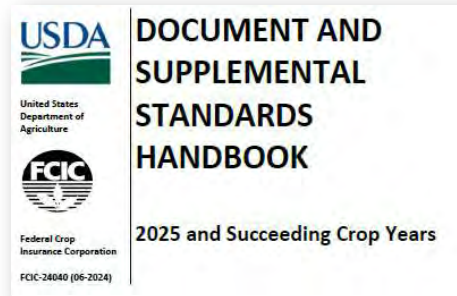 USDA
United States
Department of
Agriculture
FCIC
Federal Crop
Insurance Corporation
FCIC-24040 (06-2024)
DOCUMENT AND
SUPPLEMENTAL
STANDARDS
HANDBOOK
2025 and Succeeding Crop Years